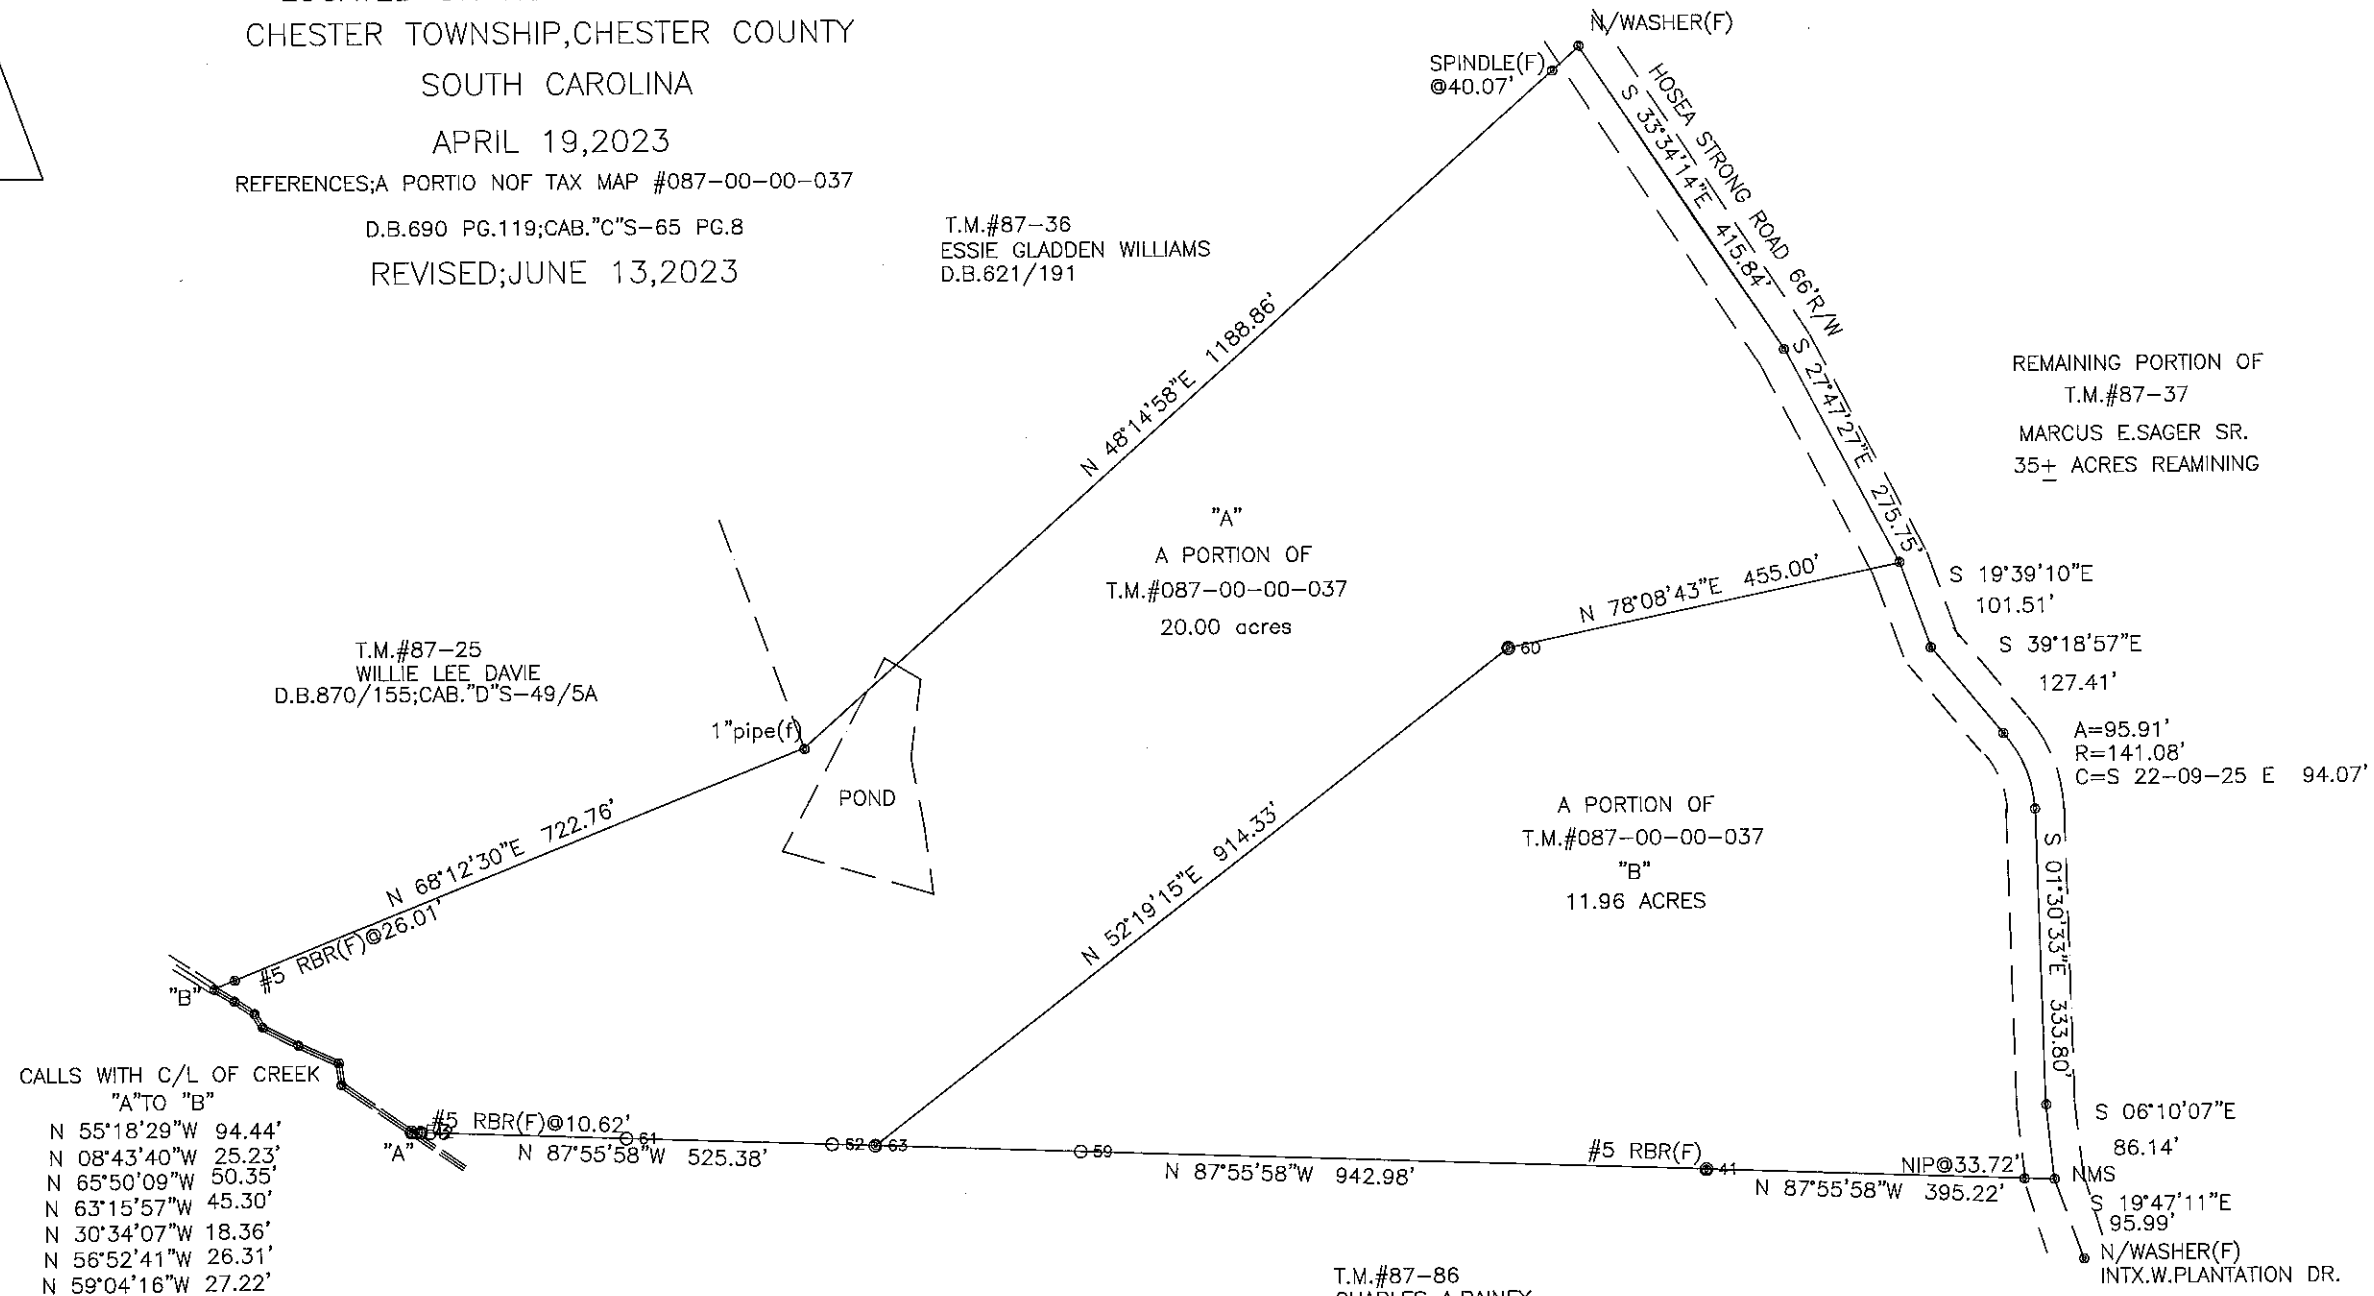 CHESTER TOWNSHIP,CHESTER COUNTY
SOUTH CAROLINA
APRIL 19,2023
REFERENCES;A PORTIO NOF TAX MAP #087-00-00-037
D.B.690 PG.119;CAB."C"S-65 PG.8
REVISED;JUNE 13,2023
T.M.#87-36
ESSIE GLADDEN WILLIAMS
D.B.621/191
N/WASHER(F)
SPINDLE(F)
@40.07'
HOSEA STRONG ROAD 66'R/W
S 33°34'14"E 415.84'
S 27°47'27"E 275.75'
N 48°14'58"E 1188.86'
REMAINING PORTION OF
T.M.#87-37
MARCUS E.SAGER SR.
35± ACRES REAMINING
"A"
A PORTION OF
T.M.#087-00-00-037
20.00 acres
N 78°08'43"E 455.00'
60
S 19°39'10"E
101.51'
S 39°18'57"E
127.41'
A=95.91'
R=141.08'
C=S 22-09-25 E 94.07'
T.M.#87-25
WILLIE LEE DAVIE
D.B.870/155;CAB."D"S-49/5A
1"pipe(f)
POND
N 68°12'30"E 722.76'
#5 RBR(F)@26.01'
N 52°19'15"E 914.33'
A PORTION OF
T.M.#087-00-00-037
"B"
11.96 ACRES
S 01°30'33"E 333.80'
"B"
CALLS WITH C/L OF CREEK
"A"TO "B"
N 55°18'29"W 94.44'
N 08°43'40"W 25.23'
N 65°50'09"W 50.35'
N 63°15'57"W 45.30'
N 30°34'07"W 18.36'
N 56°52'41"W 26.31'
N 59°04'16"W 27.22'
"A"
#5 RBR(F)@10.62'
61
52
63
59
N 87°55'58"W 525.38'
N 87°55'58"W 942.98'
#5 RBR(F)
41
NIP@33.72'
N 87°55'58"W 395.22'
S 06°10'07"E
86.14'
NMS
S 19°47'11"E
95.99'
N/WASHER(F)
INTX.W.PLANTATION DR.
T.M.#87-86